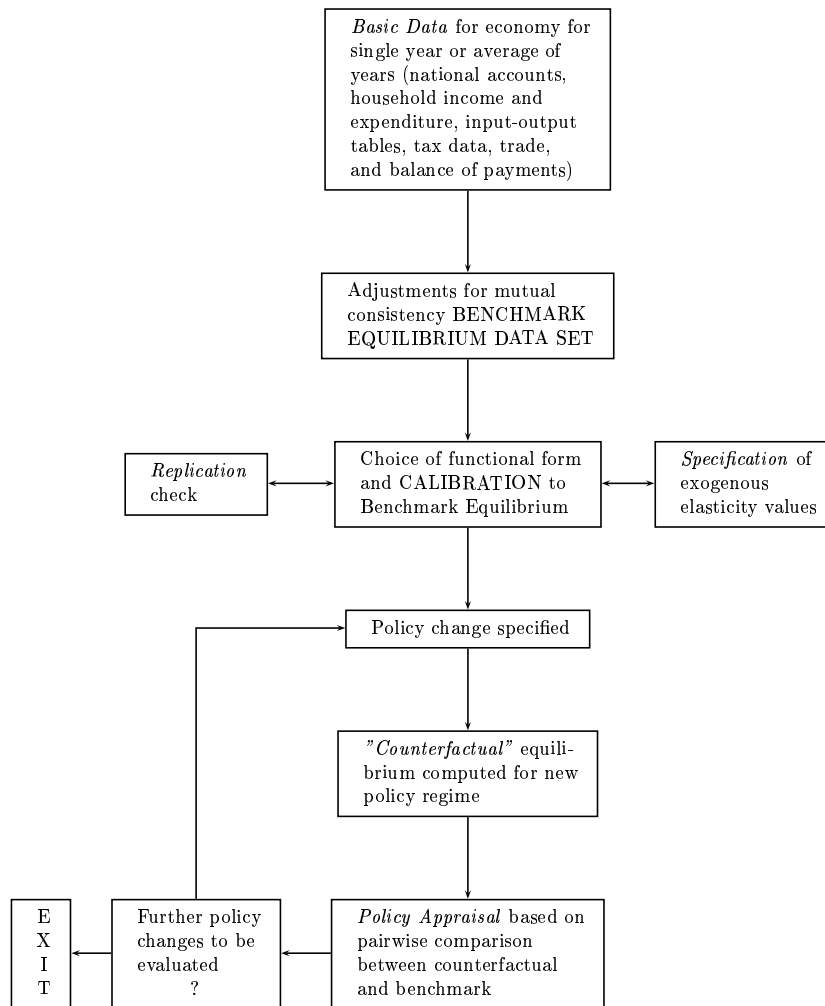 Basic Data for economy for
single year or average of
years (national accounts,
household income and
expenditure, input-output
tables, tax data, trade,
and balance of payments)
Adjustments for mutual
consistency BENCHMARK
EQUILIBRIUM DATA SET
Replication
check
Choice of functional form
and CALIBRATION to
Benchmark Equilibrium
Specification of
exogenous
elasticity values
Policy change specified
"Counterfactual" equili-
brium computed for new
policy regime
E
X
I
T
Further policy
changes to be
evaluated
?
Policy Appraisal based on
pairwise comparison
between counterfactual
and benchmark